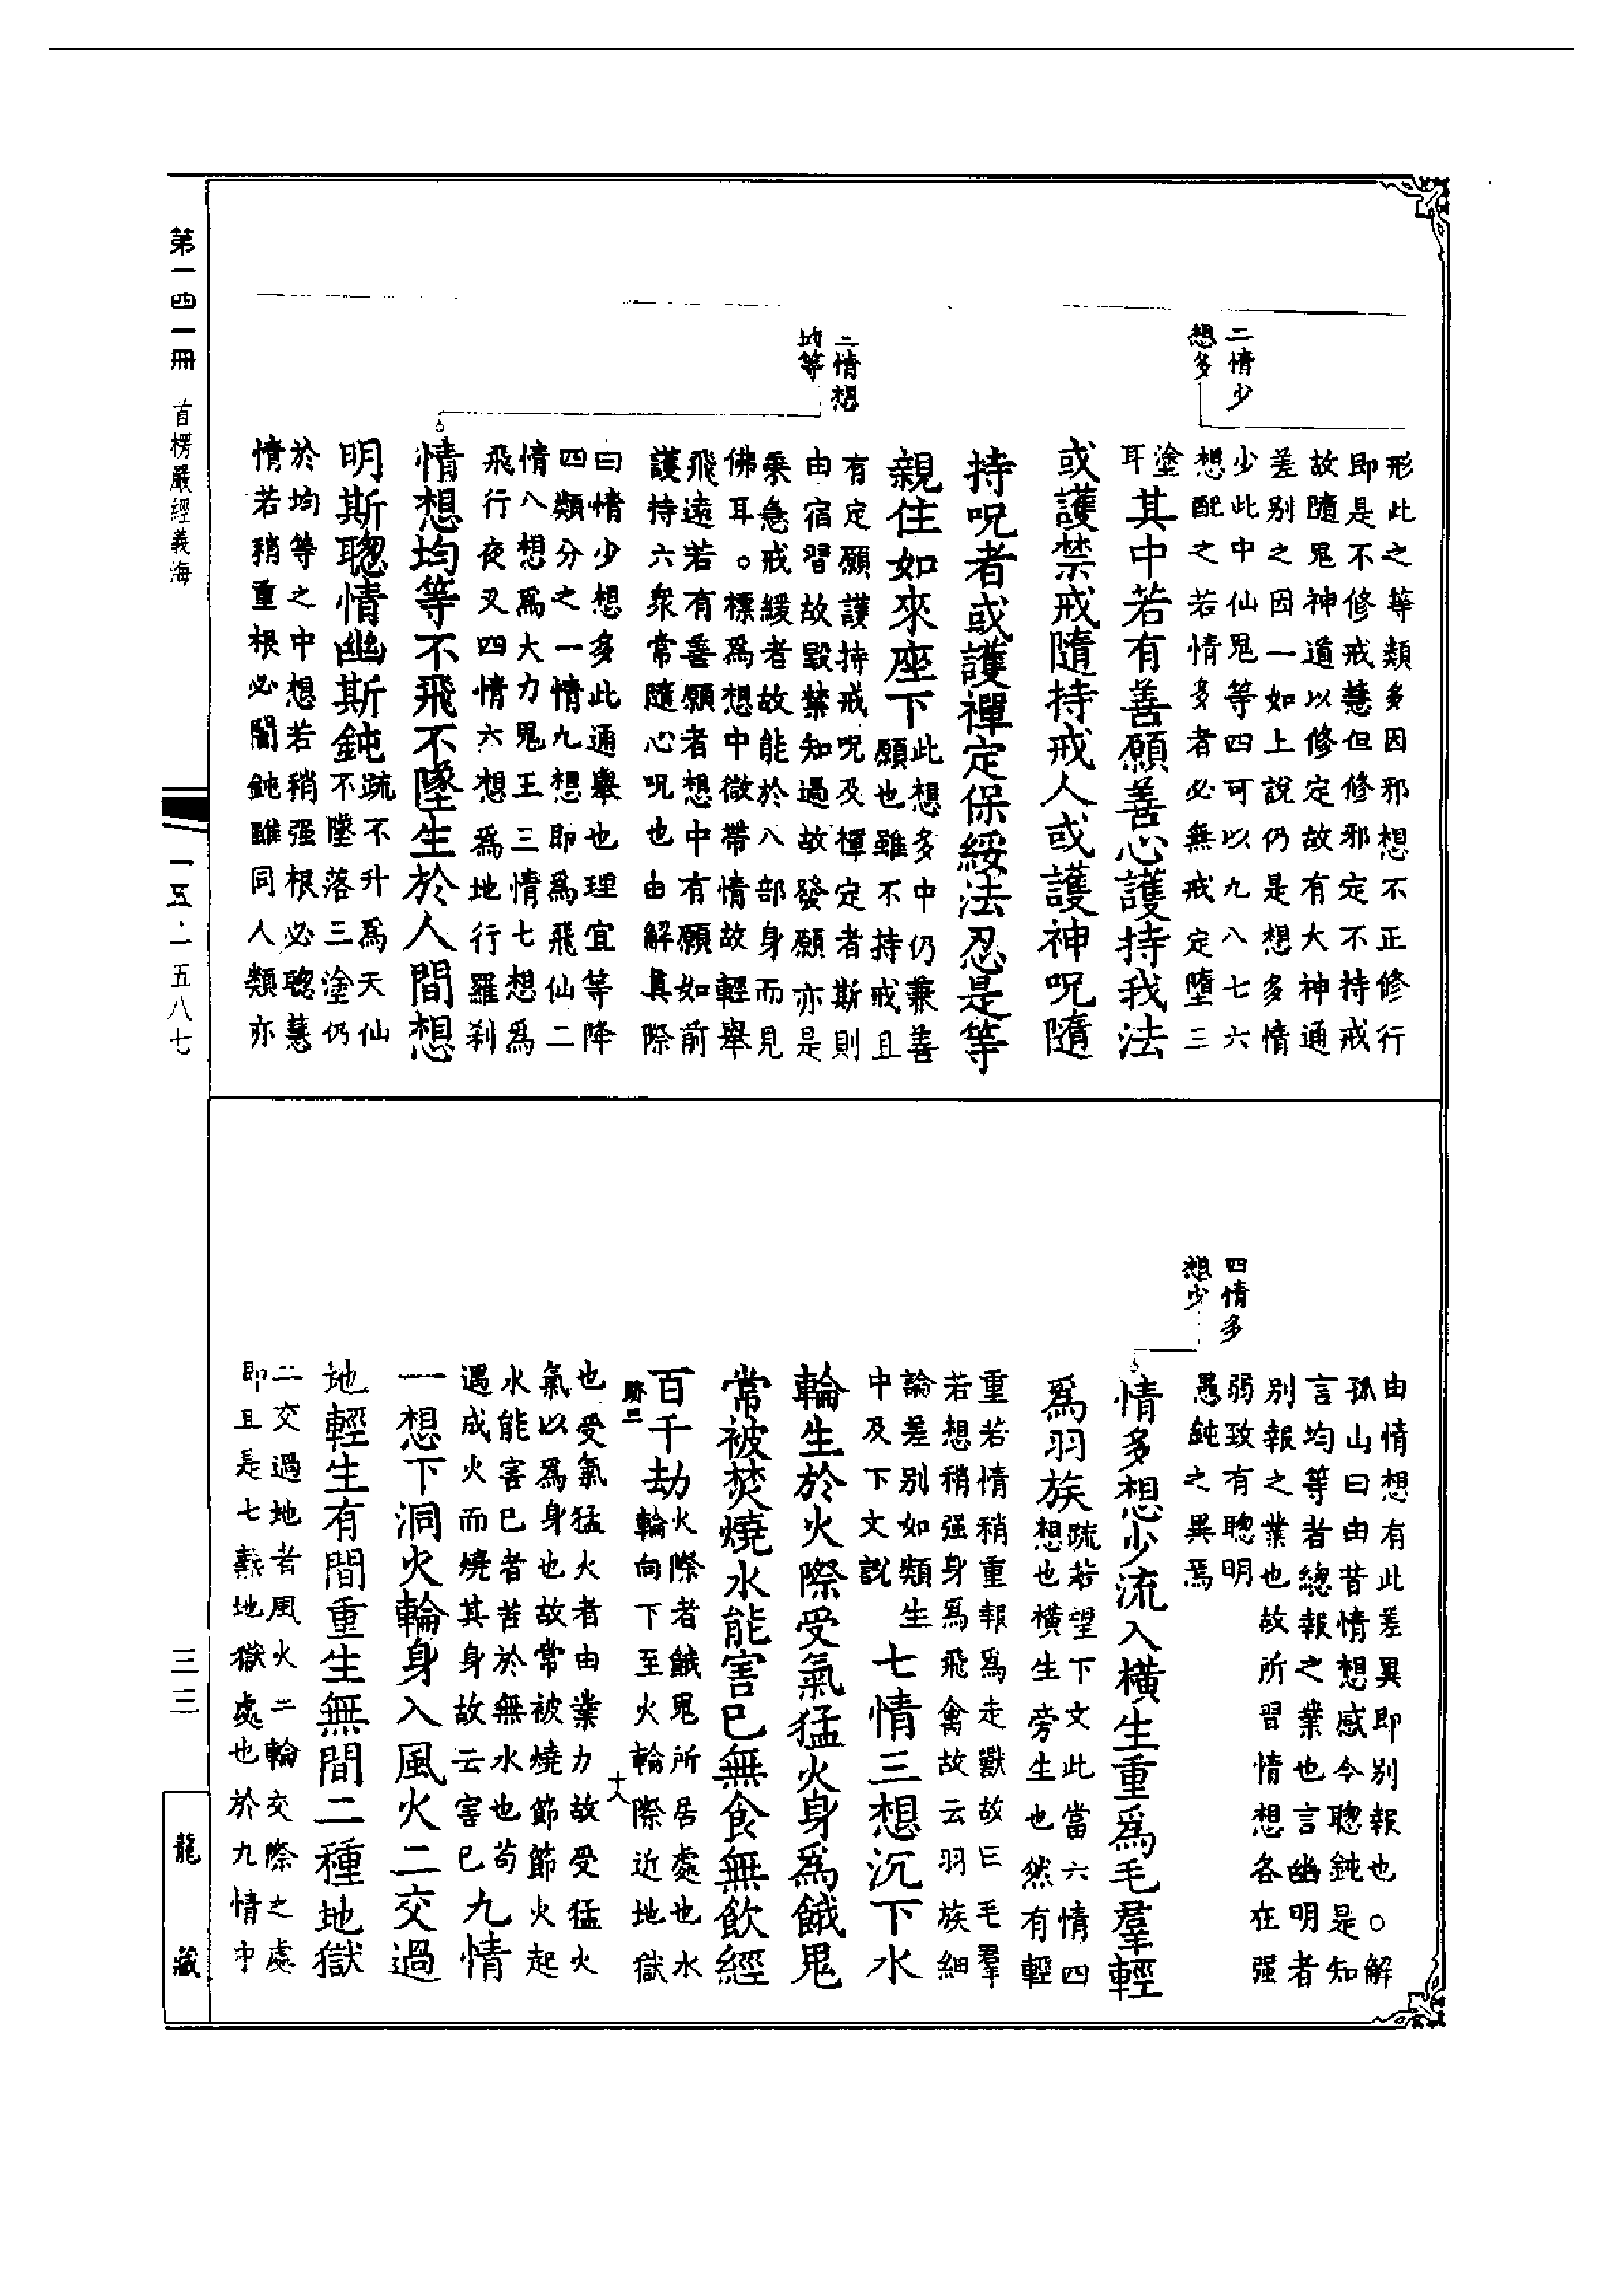 二情少
想多
形此之等類多因邪想不正修行
即是不修戒慧但修邪定不持戒
故隨鬼神道以修定故有大神通
差别之因一如上說仍是想多情
少此中仙鬼等四可以九八七六
想配之若情多者必無戒定墮三
塗
耳
其中若有善願善心護持我法
或護禁戒隨持戒人或護神呪隨
持呪者或護禪定保綏法忍是等
親住如來座下
此想多中仍兼善
願也雖不持戒且
有定願護持戒呪及禪定者斯則
由宿習故毀禁知過故發願亦是
乗急戒緩者故能於八部身而見
佛耳。標爲想中微帶情故輕舉
飛遠若有善願者想中有願如前
護持六衆常隨心呪也由解真際
三情想
均等
曰情少想多此通舉也理宜等降
四類分之一情九想即爲飛仙二
情八想爲大力鬼王三情七想爲
飛行夜叉四情六想爲地行羅刹
情想均等不飛不墜生於人間想
明斯聰情幽斯鈍
疏不升爲天仙
不墜落三塗仍
於均等之中想若稍强根必聰慧
情若稍重根必闇鈍雖同人類亦
由情想有此差異即别報也。解
孤山曰由昔情想感今聰鈍是知
言均等者總報之業也言幽明者
别報之業也故所習情想各在强
弱致有聰明
愚鈍之異焉
四情多
想少
情多想少流入横生重爲毛羣輕
爲羽族
疏若望下文此當六情四
想也横生旁生也然有輕
重若情稍重報爲走獸故曰毛羣
若想稍强身爲飛禽故云羽族細
論差别如類生
中及下文說
七情三想沉下水
輪生於火際受氣猛火身爲餓鬼
常被焚燒水能害已無食無飲經
百千劫
火際者餓鬼所居處也水
輪向下至火輪際近地獄
也受氣猛火者由業力故受猛火
氣以爲身也故常被燒節節火起
水能害已者苦於無水也苟
遇成火而燒其身故云害已
九情
一想下洞火輪身入風火二交過
地輕生有間重生無間二種地獄
二交過地者風火二輪交際之處
即且是七熱地獄處也於九情中
第一四一冊
首楞嚴經義海
一五·一五八七
三三
龍藏